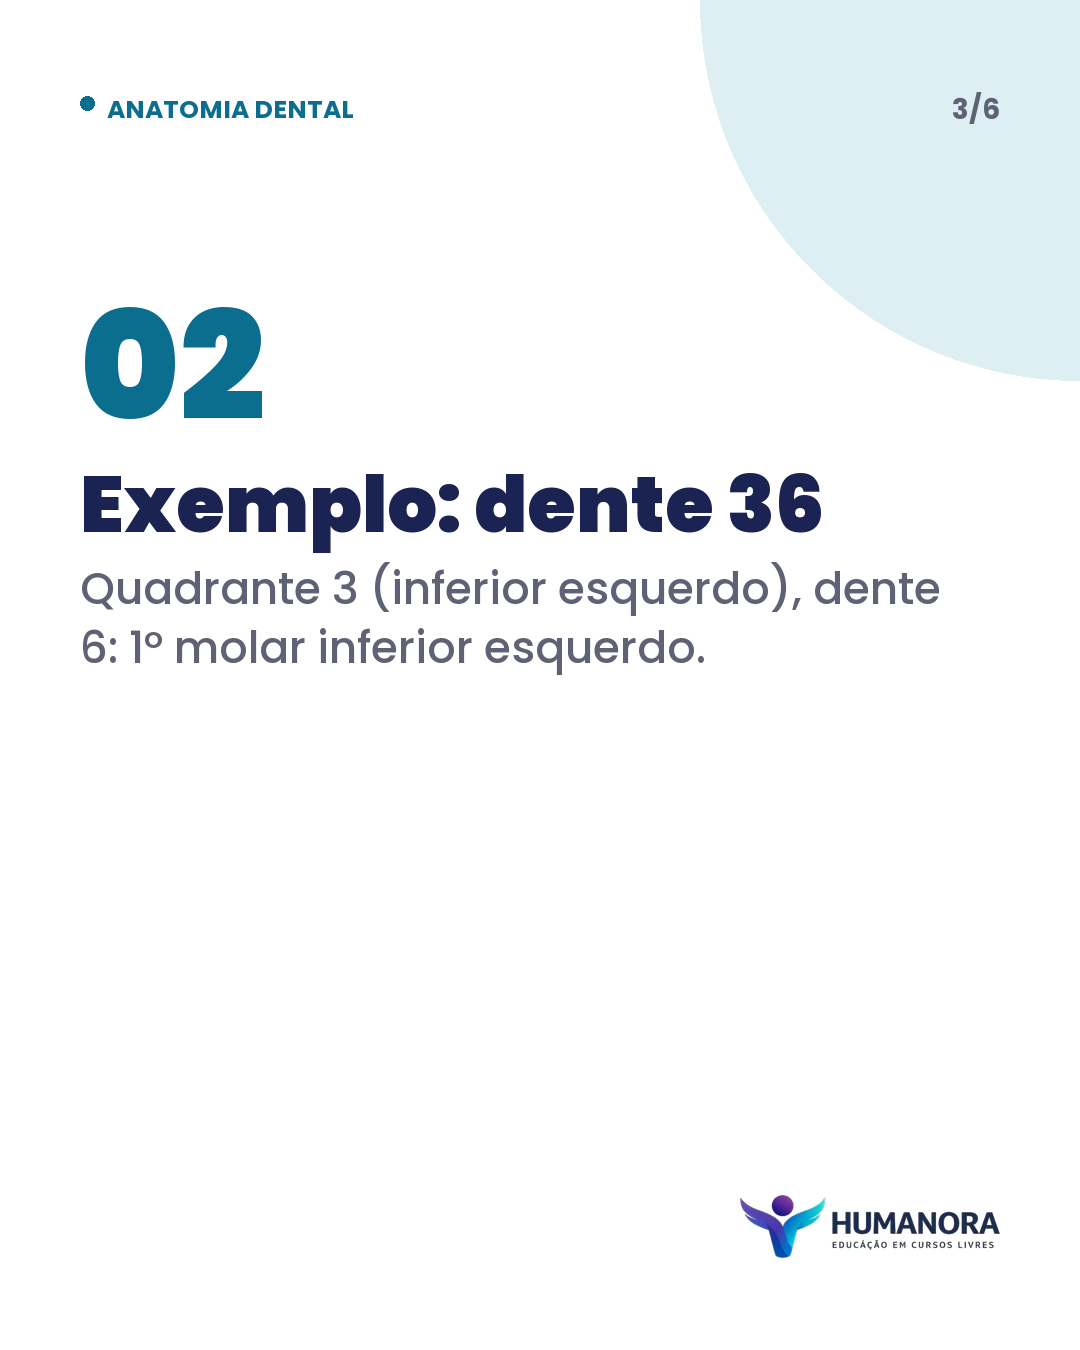 ANATOMIA DENTAL
3/6
02
Exemplo: dente 36
Quadrante 3 (inferior esquerdo), dente
6: 1º molar inferior esquerdo.
HUMANORA
EDUCÁÇÃO EM CURSOS LIVRES